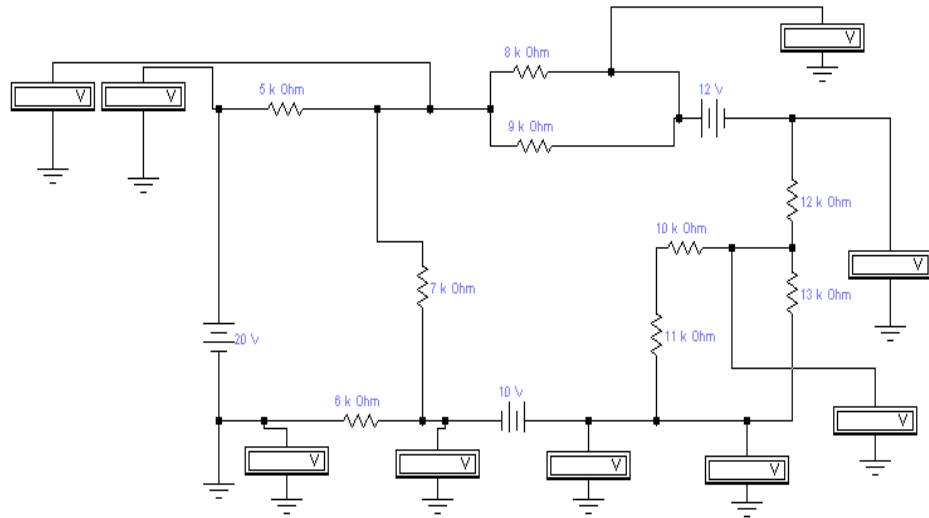 8 k Ohm
V
5 k Ohm
12 V
V
V
9 k Ohm
12 k Ohm
10 k Ohm
V
7 k Ohm
13 k Ohm
11 k Ohm
20 V
10 V
6 k Ohm
V
V
V
V
V